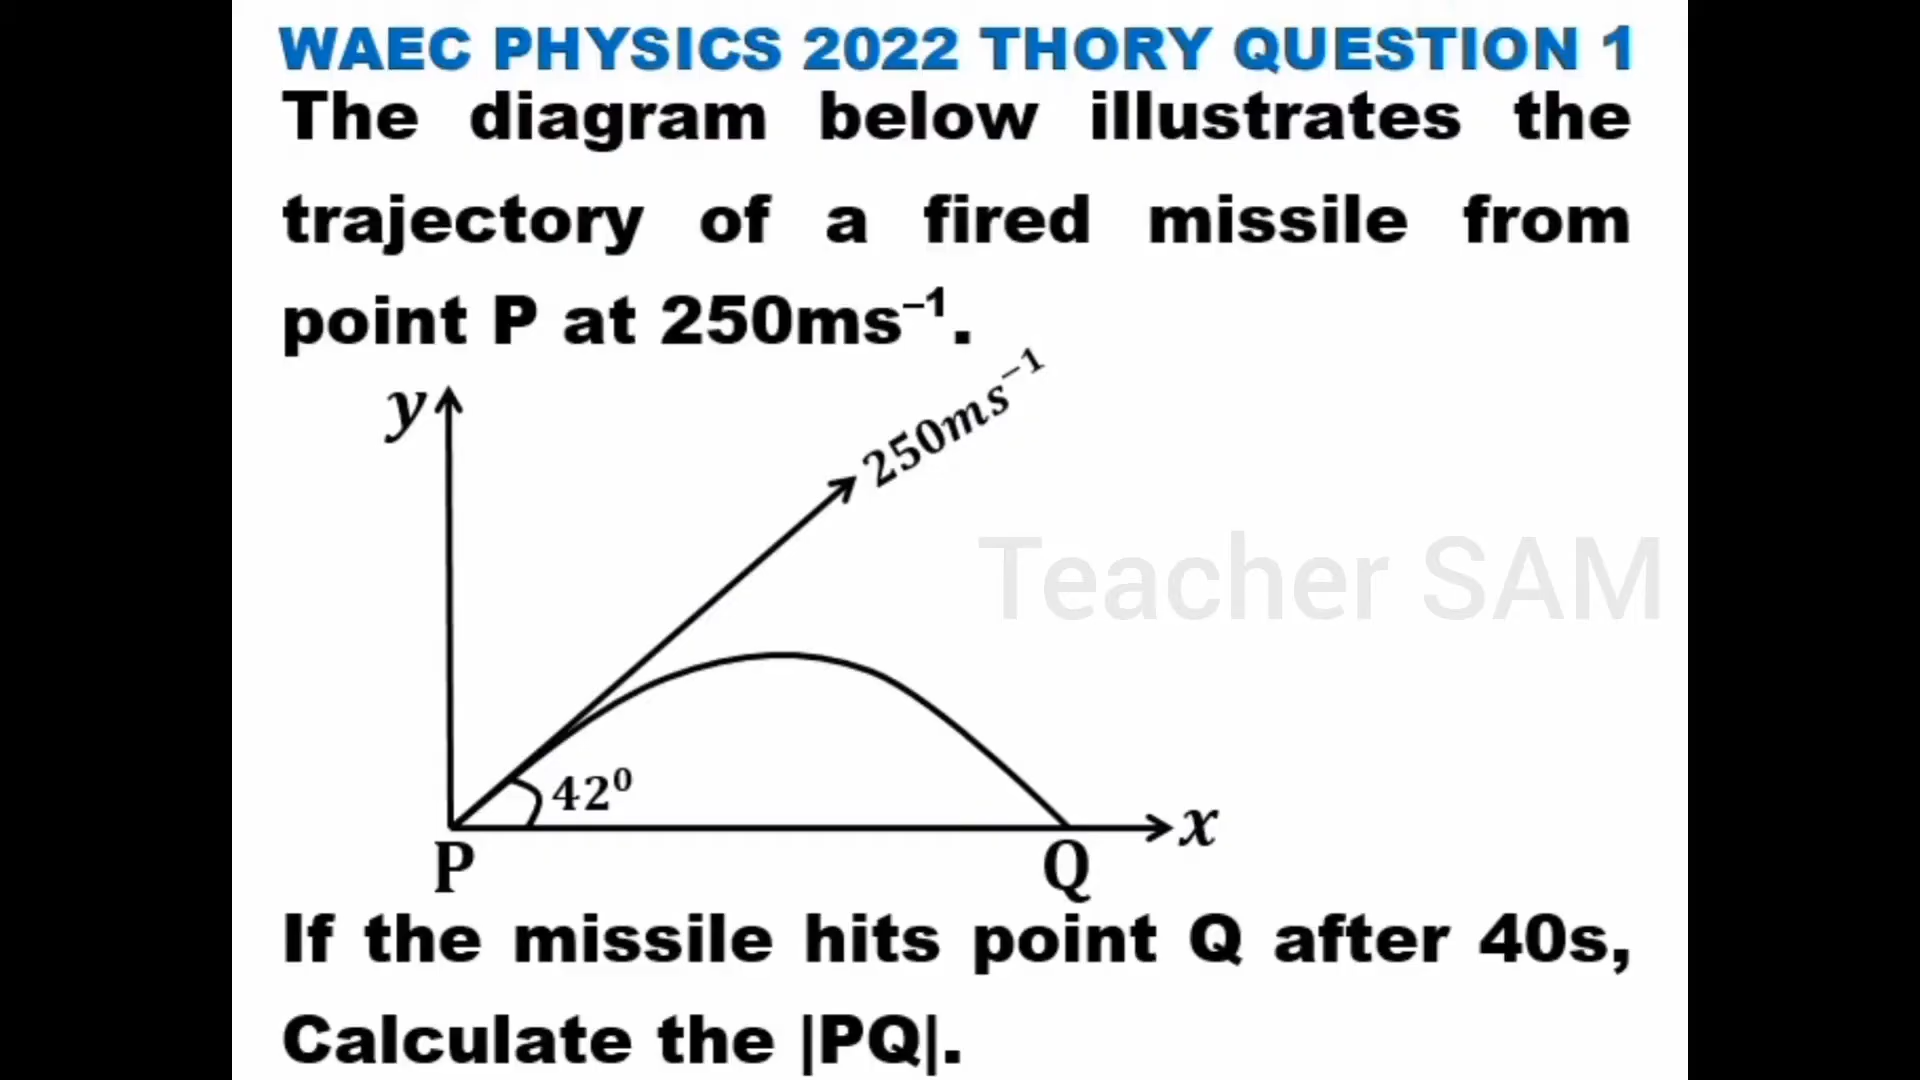 WAEC PHYSICS 2022 THORY QUESTION 1
The diagram below illustrates the
trajectory of a fired missile from
point P at 250ms⁻¹.
y
250ms⁻¹
Teacher SAM
42⁰
x
P
Q
If the missile hits point Q after 40s,
Calculate the |PQ|.